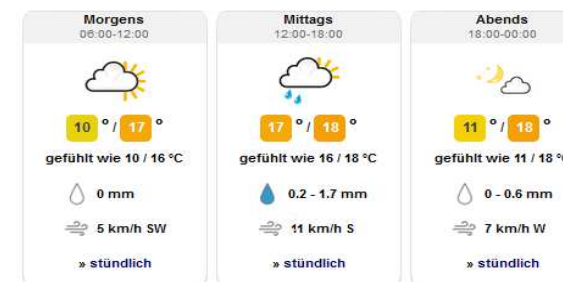 Morgens
06:00-12:00
10 ° / 17 °
gefühlt wie 10 / 16 °C
0 mm
5 km/h SW
» stündlich
Mittags
12:00-18:00
17 ° / 18 °
gefühlt wie 16 / 18 °C
0.2 - 1.7 mm
11 km/h S
» stündlich
Abends
18:00-00:00
11 ° / 18 °
gefühlt wie 11 / 18 °C
0 - 0.6 mm
7 km/h W
» stündlich